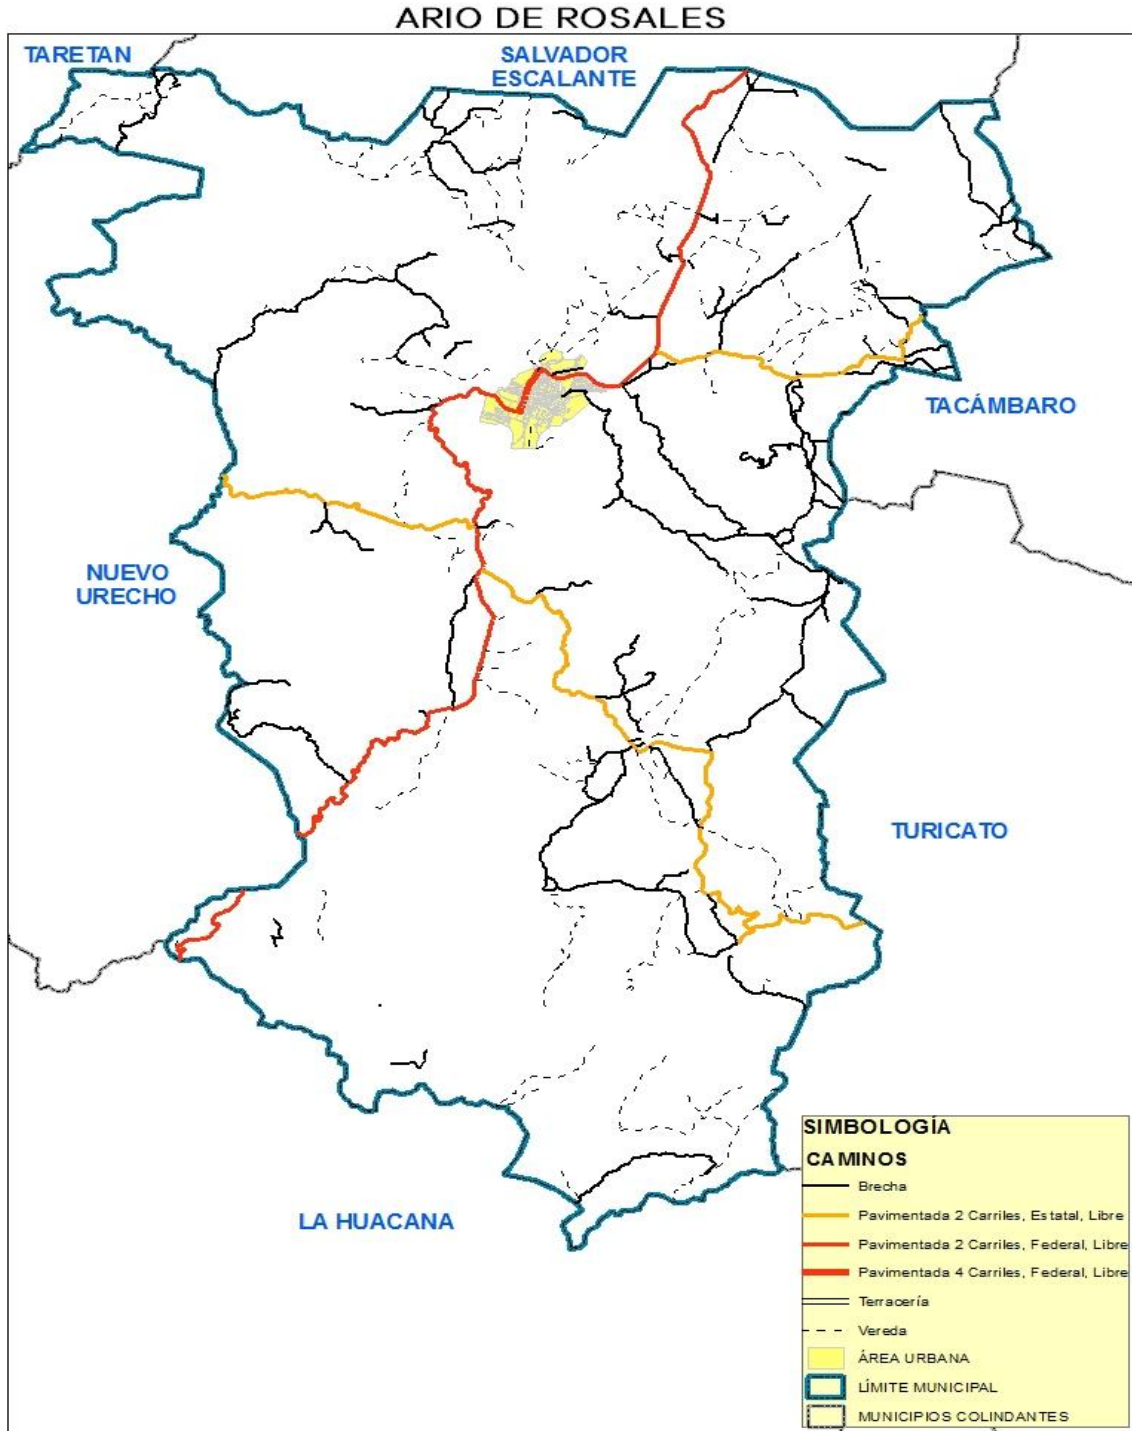 ARIO DE ROSALES
TARETAN
SALVADOR
ESCALANTE
TACÁMBARO
NUEVO
URECHO
TURICATO
LA HUACANA
SIMBOLOGÍA
CAMINOS
Brecha
Pavimentada 2 Carriles, Estatal, Libre
Pavimentada 2 Carriles, Federal, Libre
Pavimentada 4 Carriles, Federal, Libre
Terracería
Vereda
ÁREA URBANA
LÍMITE MUNICIPAL
MUNICIPIOS COLINDANTES